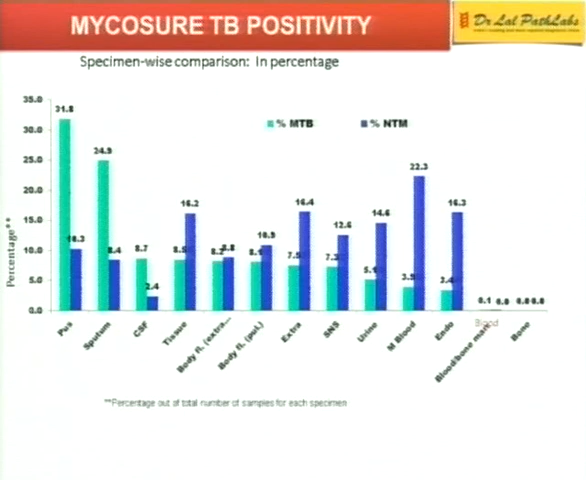 MYCOSURE TB POSITIVITY
Dr Lal PathLabs
Specimen-wise comparison: In percentage
% MTB
% NTM
Percentage**
35.0
30.0
25.0
20.0
15.0
10.0
5.0
0.0
31.8
10.3
24.9
8.4
8.7
2.4
8.5
16.2
8.2
8.8
8.1
10.9
7.5
16.4
7.3
12.6
5.1
14.6
3.9
22.3
3.4
16.3
0.1
0.0
0.0
0.0
Pus
Sputum
CSF
Tissue
Body fl. (extra...
Body fl. (pul.)
Extra
SNS
Urine
M Blood
Endo
Blood/bone mar
Blood
Bone
**Percentage out of total number of samples for each specimen